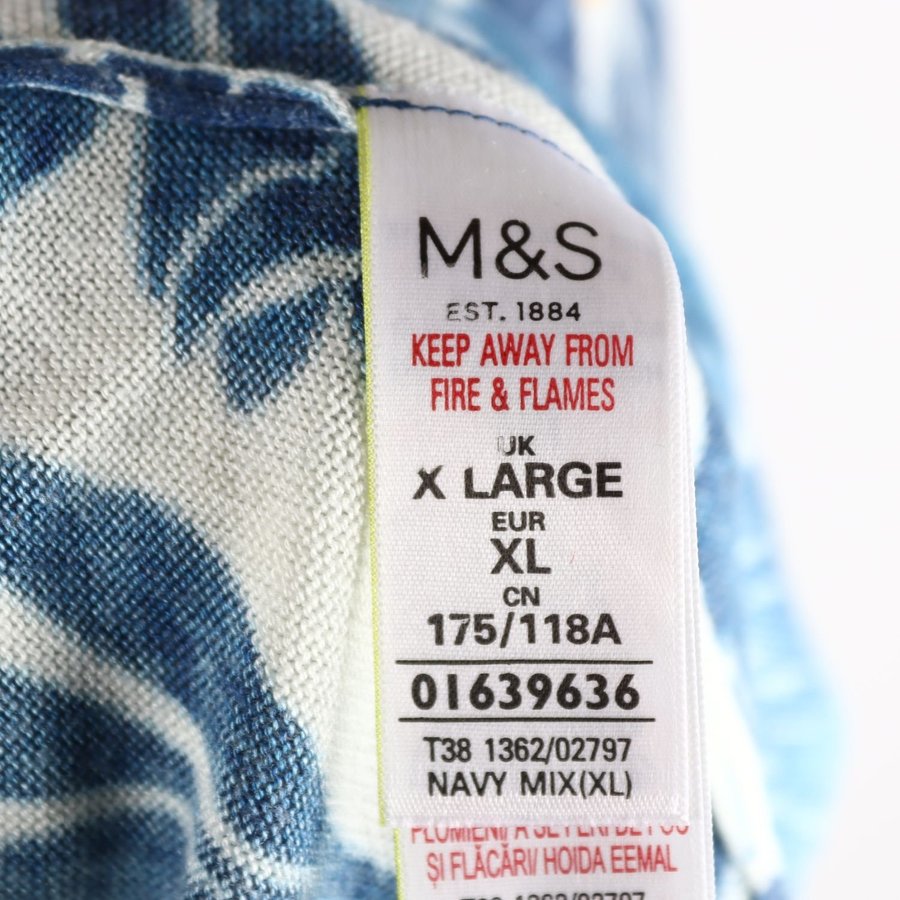 M&S
EST. 1884
KEEP AWAY FROM
FIRE & FLAMES
UK
X LARGE
EUR
XL
CN
175/118A
01639636
T38 1362/02797
NAVY MIX(XL)
ȘI FLĂCĂRI/ HOIDA EEMAL